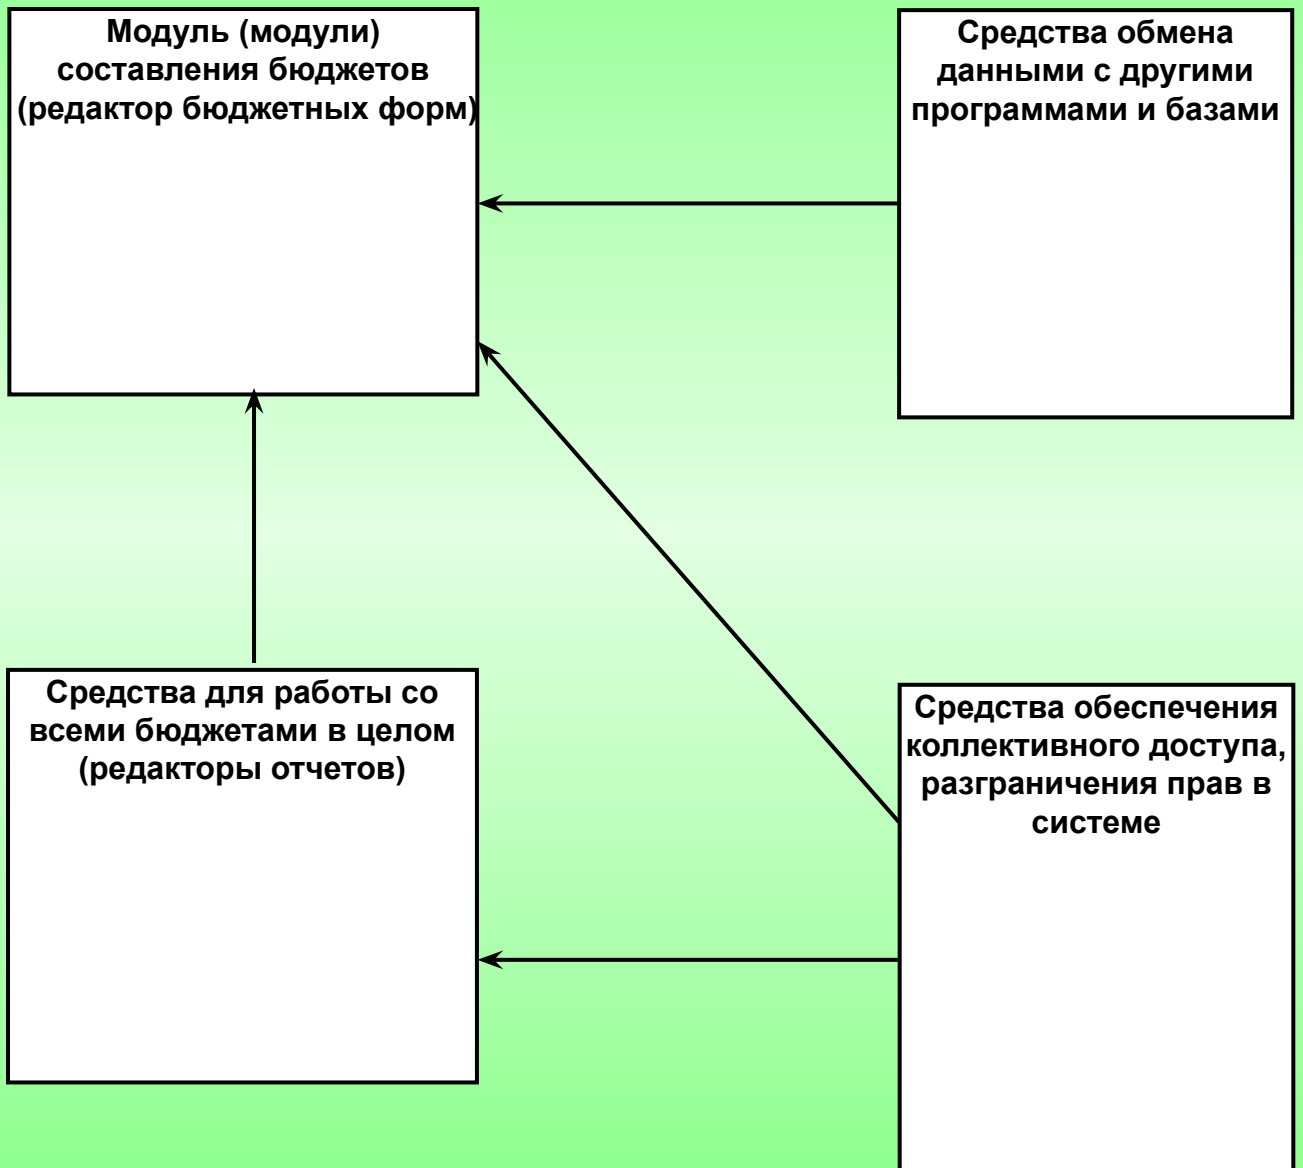 Модуль (модули)
составления бюджетов
(редактор бюджетных форм)
Средства обмена
данными с другими
программами и базами
Средства для работы со
всеми бюджетами в целом
(редакторы отчетов)
Средства обеспечения
коллективного доступа,
разграничения прав в
системе